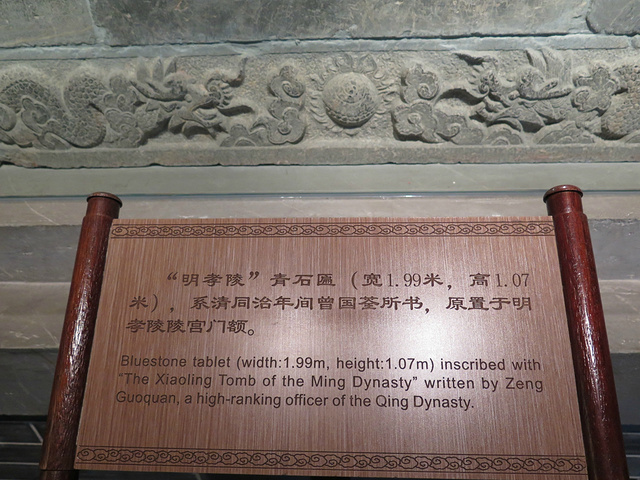 “明孝陵”青石匾（宽1.99米，高1.07
米），系清同治年间曾国荃所书，原置于明
孝陵陵宫门额。
Bluestone tablet (width:1.99m, height:1.07m) inscribed with
“The Xiaoling Tomb of the Ming Dynasty” written by Zeng
Guoquan, a high-ranking officer of the Qing Dynasty.